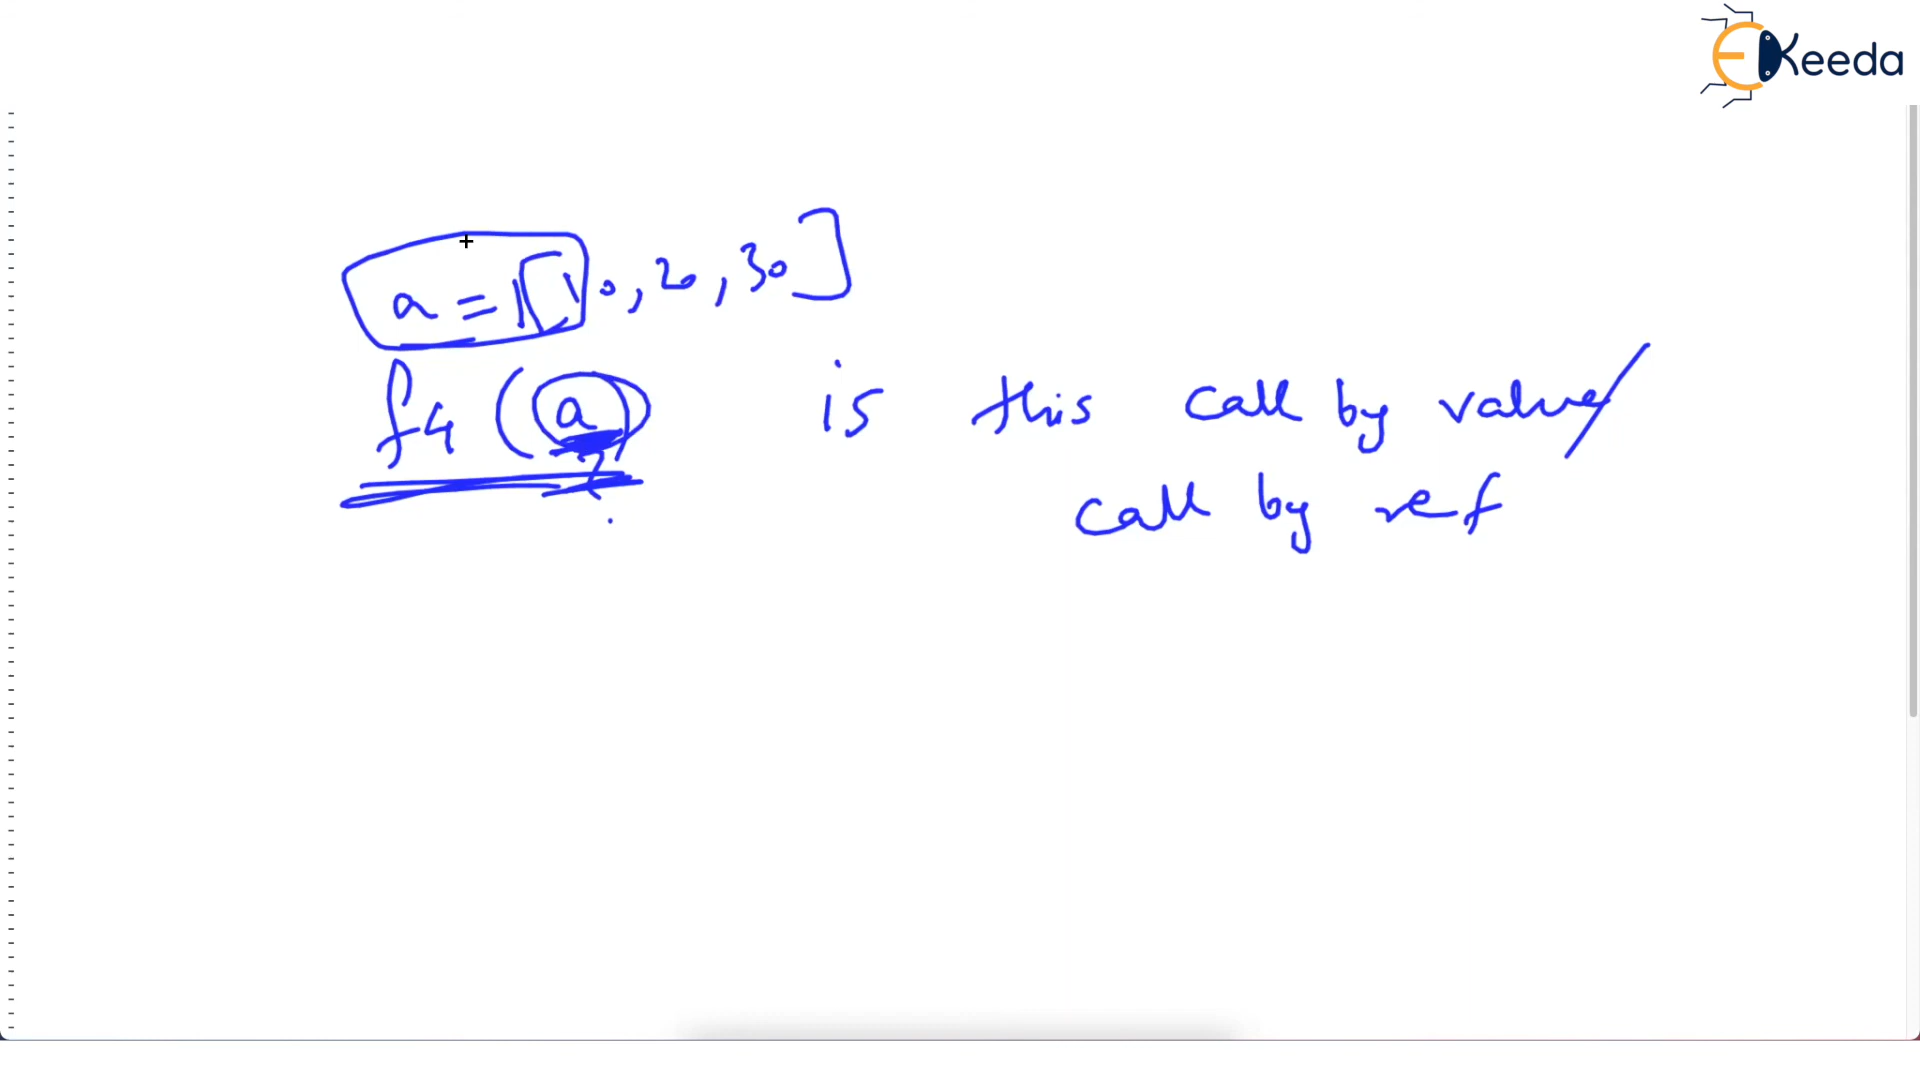 EKeeda
a = [10, 20, 30]
f4 (a) is this call by value/
?
call by ref